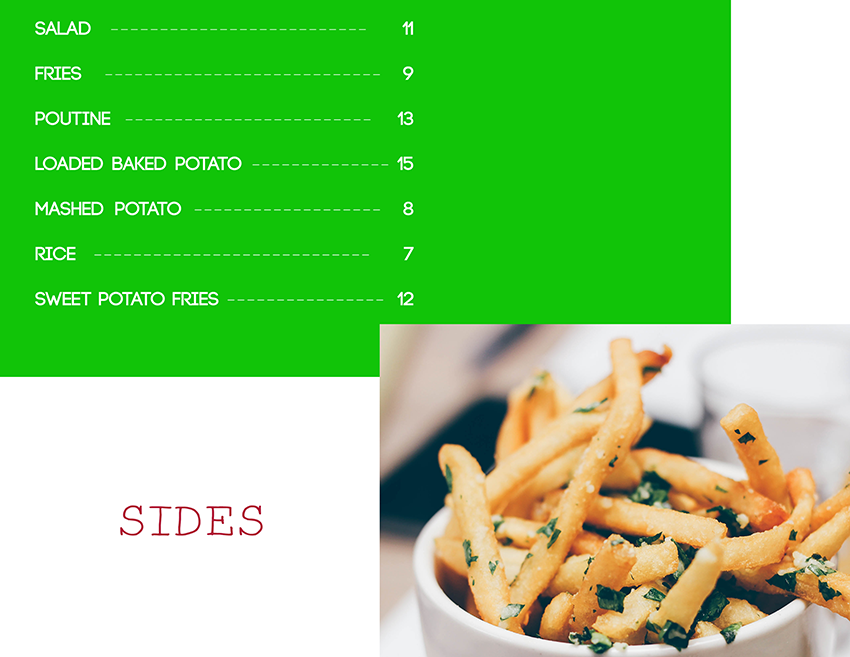 SALAD ------------------------- 11
FRIES --------------------------- 9
POUTINE ------------------------ 13
LOADED BAKED POTATO ------------- 15
MASHED POTATO ------------------ 8
RICE --------------------------- 7
SWEET POTATO FRIES --------------- 12
SIDES